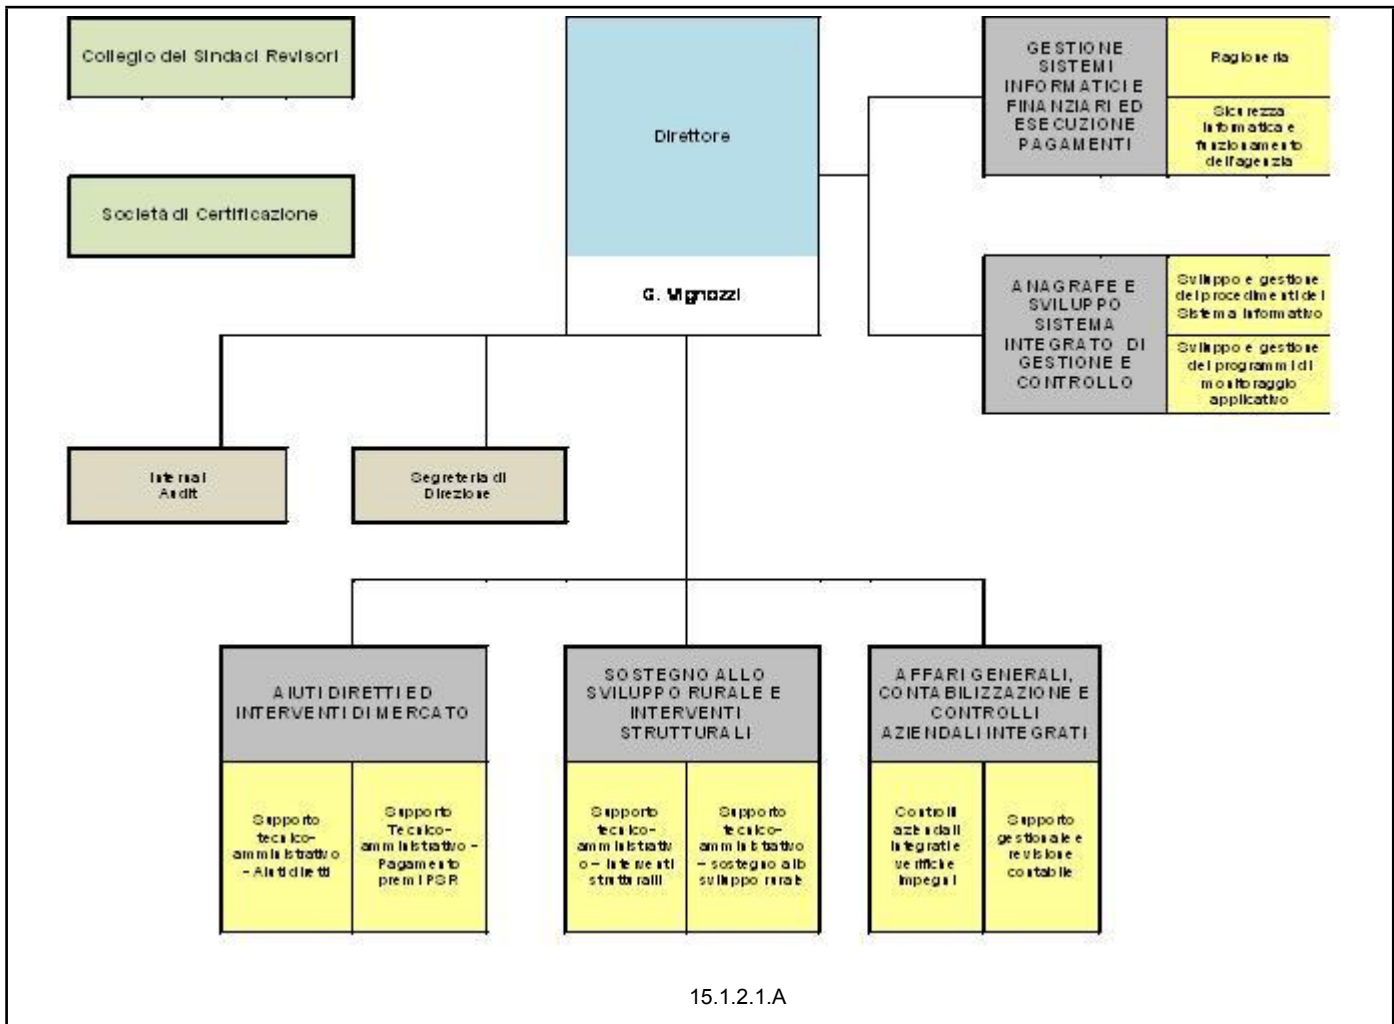 Collegio dei Sindaci Revisori
Società di Certificazione
Direttore
G. Vignozzi
GESTIONE
SISTEMI
INFORMATICI E
FINANZIARI ED
ESECUZIONE
PAGAMENTI
Ragioneria
Sicurezza
Informatica e
funzionamento
dell'agenzia
ANAGRAFE E
SVILUPPO
SISTEMA
INTEGRATO DI
GESTIONE E
CONTROLLO
Sviluppo e gestione
dei procedimenti del
Sistema Informativo
Sviluppo e gestione
dei programmi di
monitoraggio
applicativo
Internal
Audit
Segreteria di
Direzione
AIUTI DIRETTI ED
INTERVENTI DI MERCATO
Supporto
tecnico-
amministrativo
– Aiuti diretti
Supporto
Tecnico-
amministrativo –
Pagamento
premi PSR
SOSTEGNO ALLO
SVILUPPO RURALE E
INTERVENTI
STRUTTURALI
Supporto
tecnico-
amministrativ
o – Interventi
strutturali
Supporto
tecnico-
amministrativo
– sostegno allo
sviluppo rurale
AFFARI GENERALI,
CONTABILIZZAZIONE E
CONTROLLI
AZIENDALI INTEGRATI
Controlli
aziendali
integrati e
verifiche
impegni
Supporto
gestionale e
revisione
contabile
15.1.2.1.A